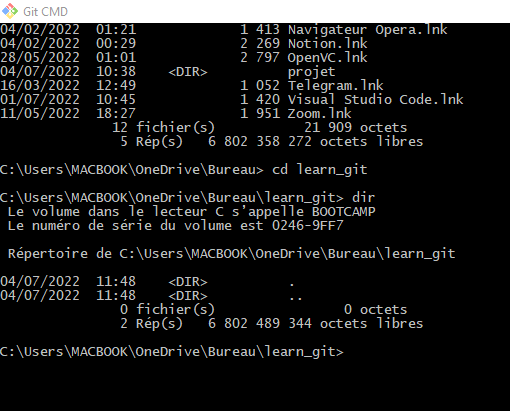 Git CMD
04/02/2022  01:21             1 413 Navigateur Opera.lnk
04/02/2022  00:29             2 269 Notion.lnk
28/05/2022  01:01             2 797 OpenVC.lnk
04/07/2022  10:38    <DIR>          projet
16/03/2022  12:49             1 052 Telegram.lnk
01/07/2022  10:45             1 420 Visual Studio Code.lnk
11/05/2022  18:27             1 951 Zoom.lnk
              12 fichier(s)           21 909 octets
               5 Rép(s)   6 802 358 272 octets libres
C:\Users\MACBOOK\OneDrive\Bureau> cd learn_git
C:\Users\MACBOOK\OneDrive\Bureau\learn_git> dir
 Le volume dans le lecteur C s'appelle BOOTCAMP
 Le numéro de série du volume est 0246-9FF7
 Répertoire de C:\Users\MACBOOK\OneDrive\Bureau\learn_git
04/07/2022  11:48    <DIR>          .
04/07/2022  11:48    <DIR>          ..
               0 fichier(s)                0 octets
               2 Rép(s)   6 802 489 344 octets libres
C:\Users\MACBOOK\OneDrive\Bureau\learn_git>